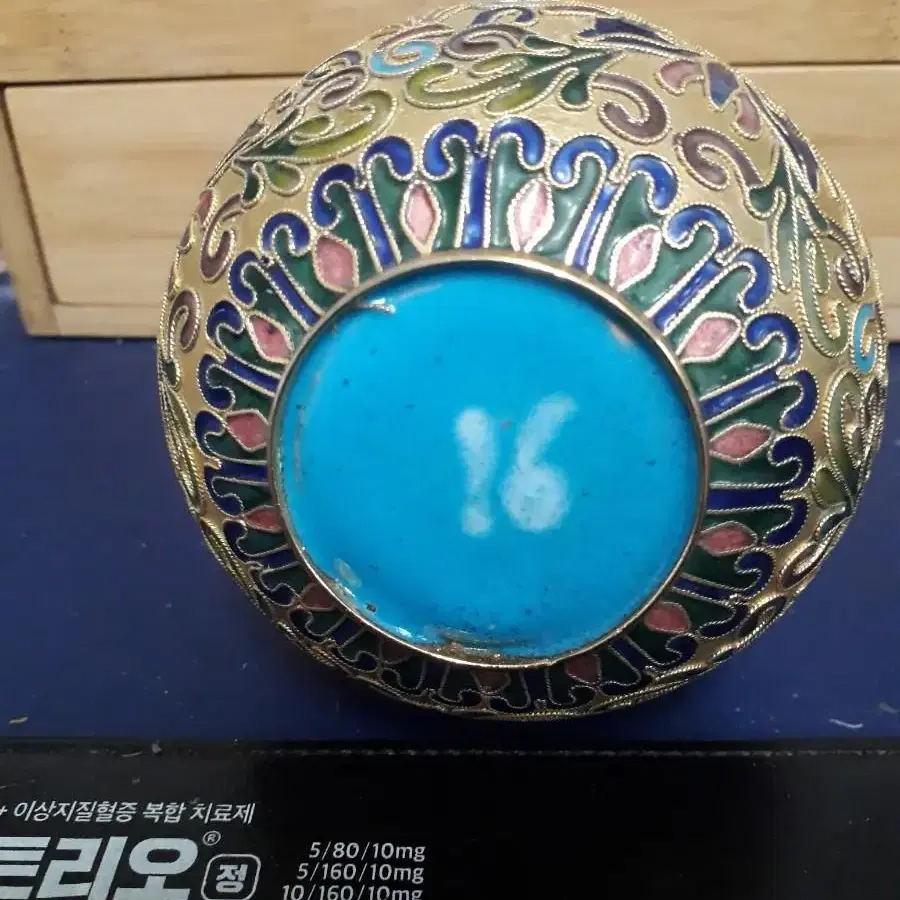 16
+ 이상지질혈증 복합 치료제
트리오® 정
5/80/10mg
5/160/10mg
10/160/10mg